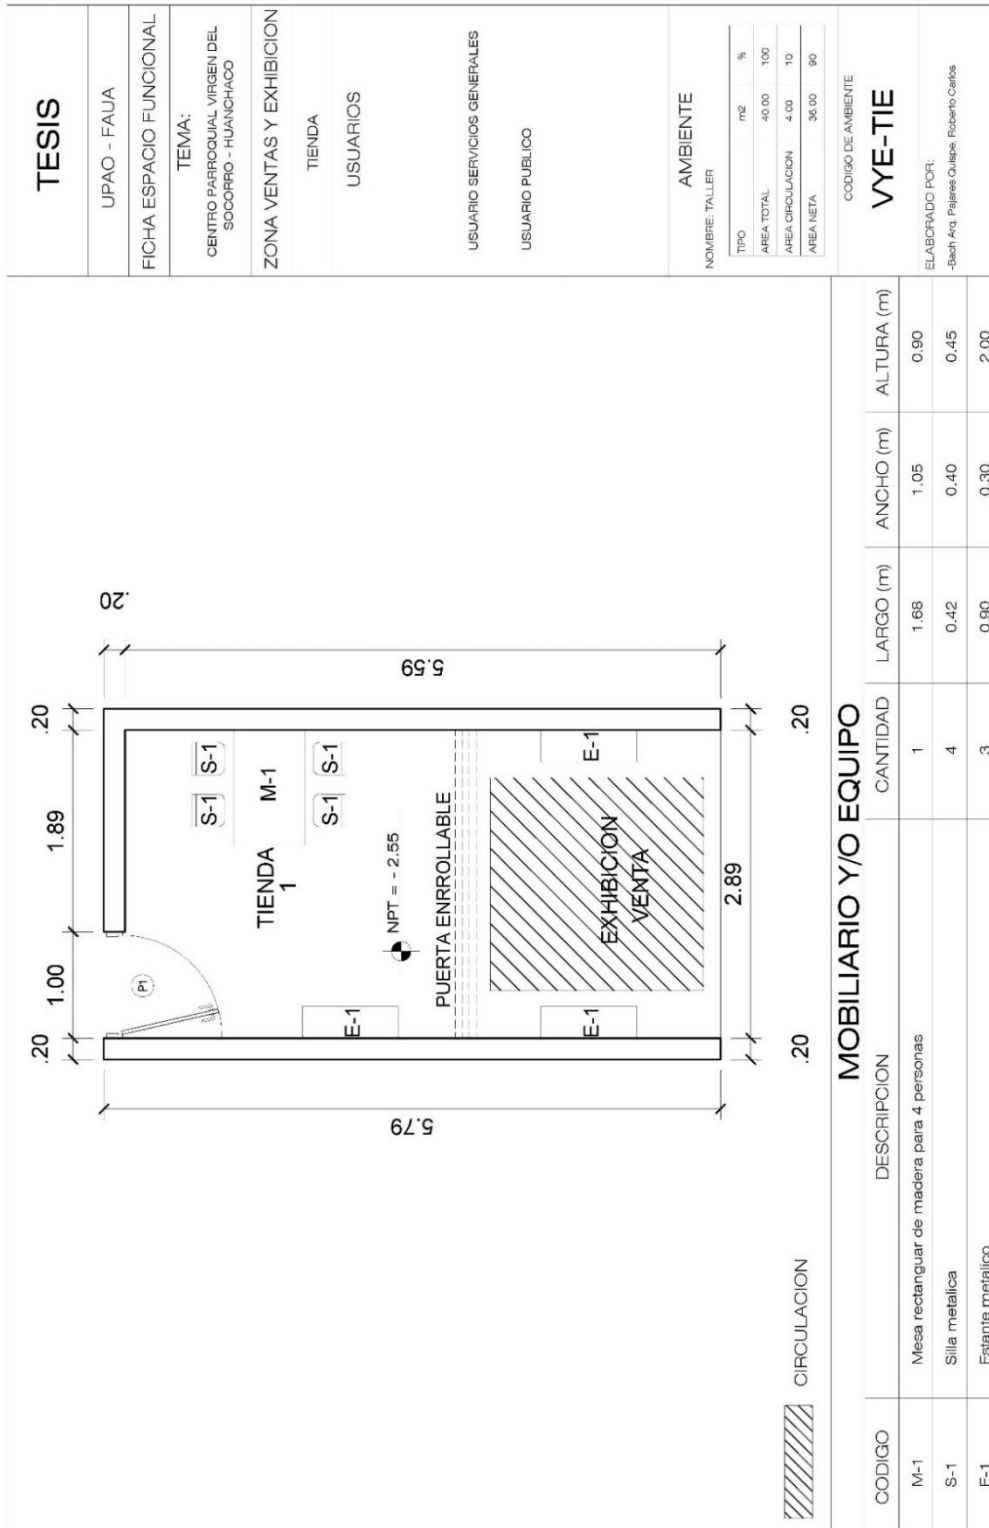 TESIS
UPAO - FAUA
FICHA ESPACIO FUNCIONAL
TEMA:
CENTRO PARROQUIAL VIRGEN DEL
SOCORRO - HUANCHACO
ZONA VENTAS Y EXHIBICION
TIENDA
USUARIOS
USUARIO SERVICIOS GENERALES
USUARIO PUBLICO
AMBIENTE
NOMBRE: TALLER
TIPO m2 %
AREA TOTAL 40.00 100
AREA CIRCULACION 4.00 10
AREA NETA 36.00 90
CODIGO DE AMBIENTE
VYE-TIE
ELABORADO POR:
-Bach Arq. Pajares Quispe, Roberto Carlos
.20 1.00 1.89 .20
.20
5.79
5.59
P1
S-1 S-1
TIENDA
1
M-1
S-1 S-1
NPT = - 2.55
E-1
PUERTA ENRROLLABLE
E-1
E-1
EXHIBICION
VENTA
2.89
.20 .20
CIRCULACION
MOBILIARIO Y/O EQUIPO
CODIGO DESCRIPCION CANTIDAD LARGO (m) ANCHO (m) ALTURA (m)
M-1 Mesa rectanguar de madera para 4 personas 1 1.68 1.05 0.90
S-1 Silla metalica 4 0.42 0.40 0.45
E-1 Estante metalico 3 0.90 0.30 2.00